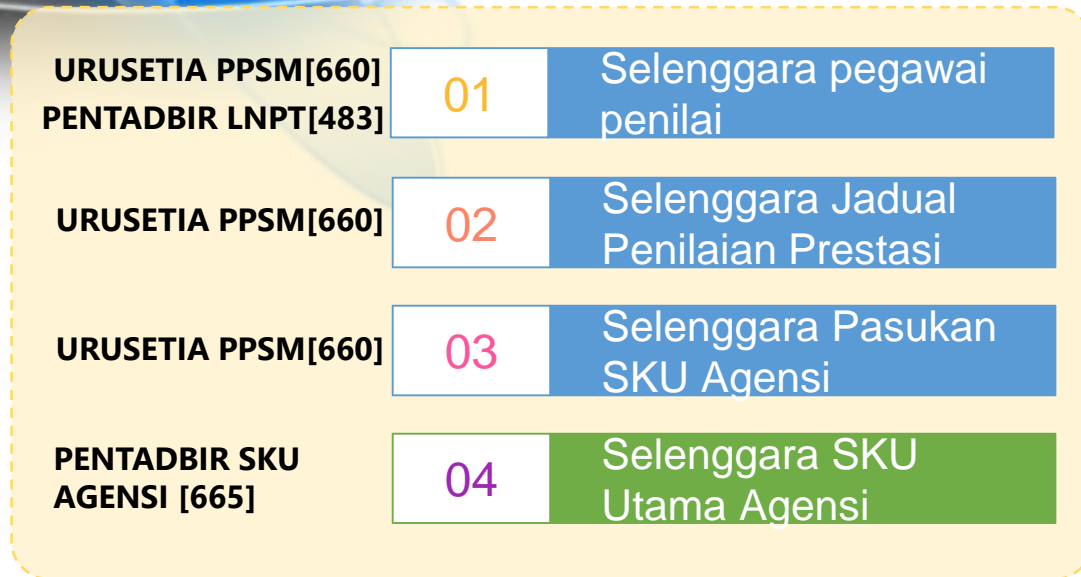 URUSETIA PPSM[660]
PENTADBIR LNPT[483]
01
Selenggara pegawai
penilai
URUSETIA PPSM[660]
02
Selenggara Jadual
Penilaian Prestasi
URUSETIA PPSM[660]
03
Selenggara Pasukan
SKU Agensi
PENTADBIR SKU
AGENSI [665]
04
Selenggara SKU
Utama Agensi